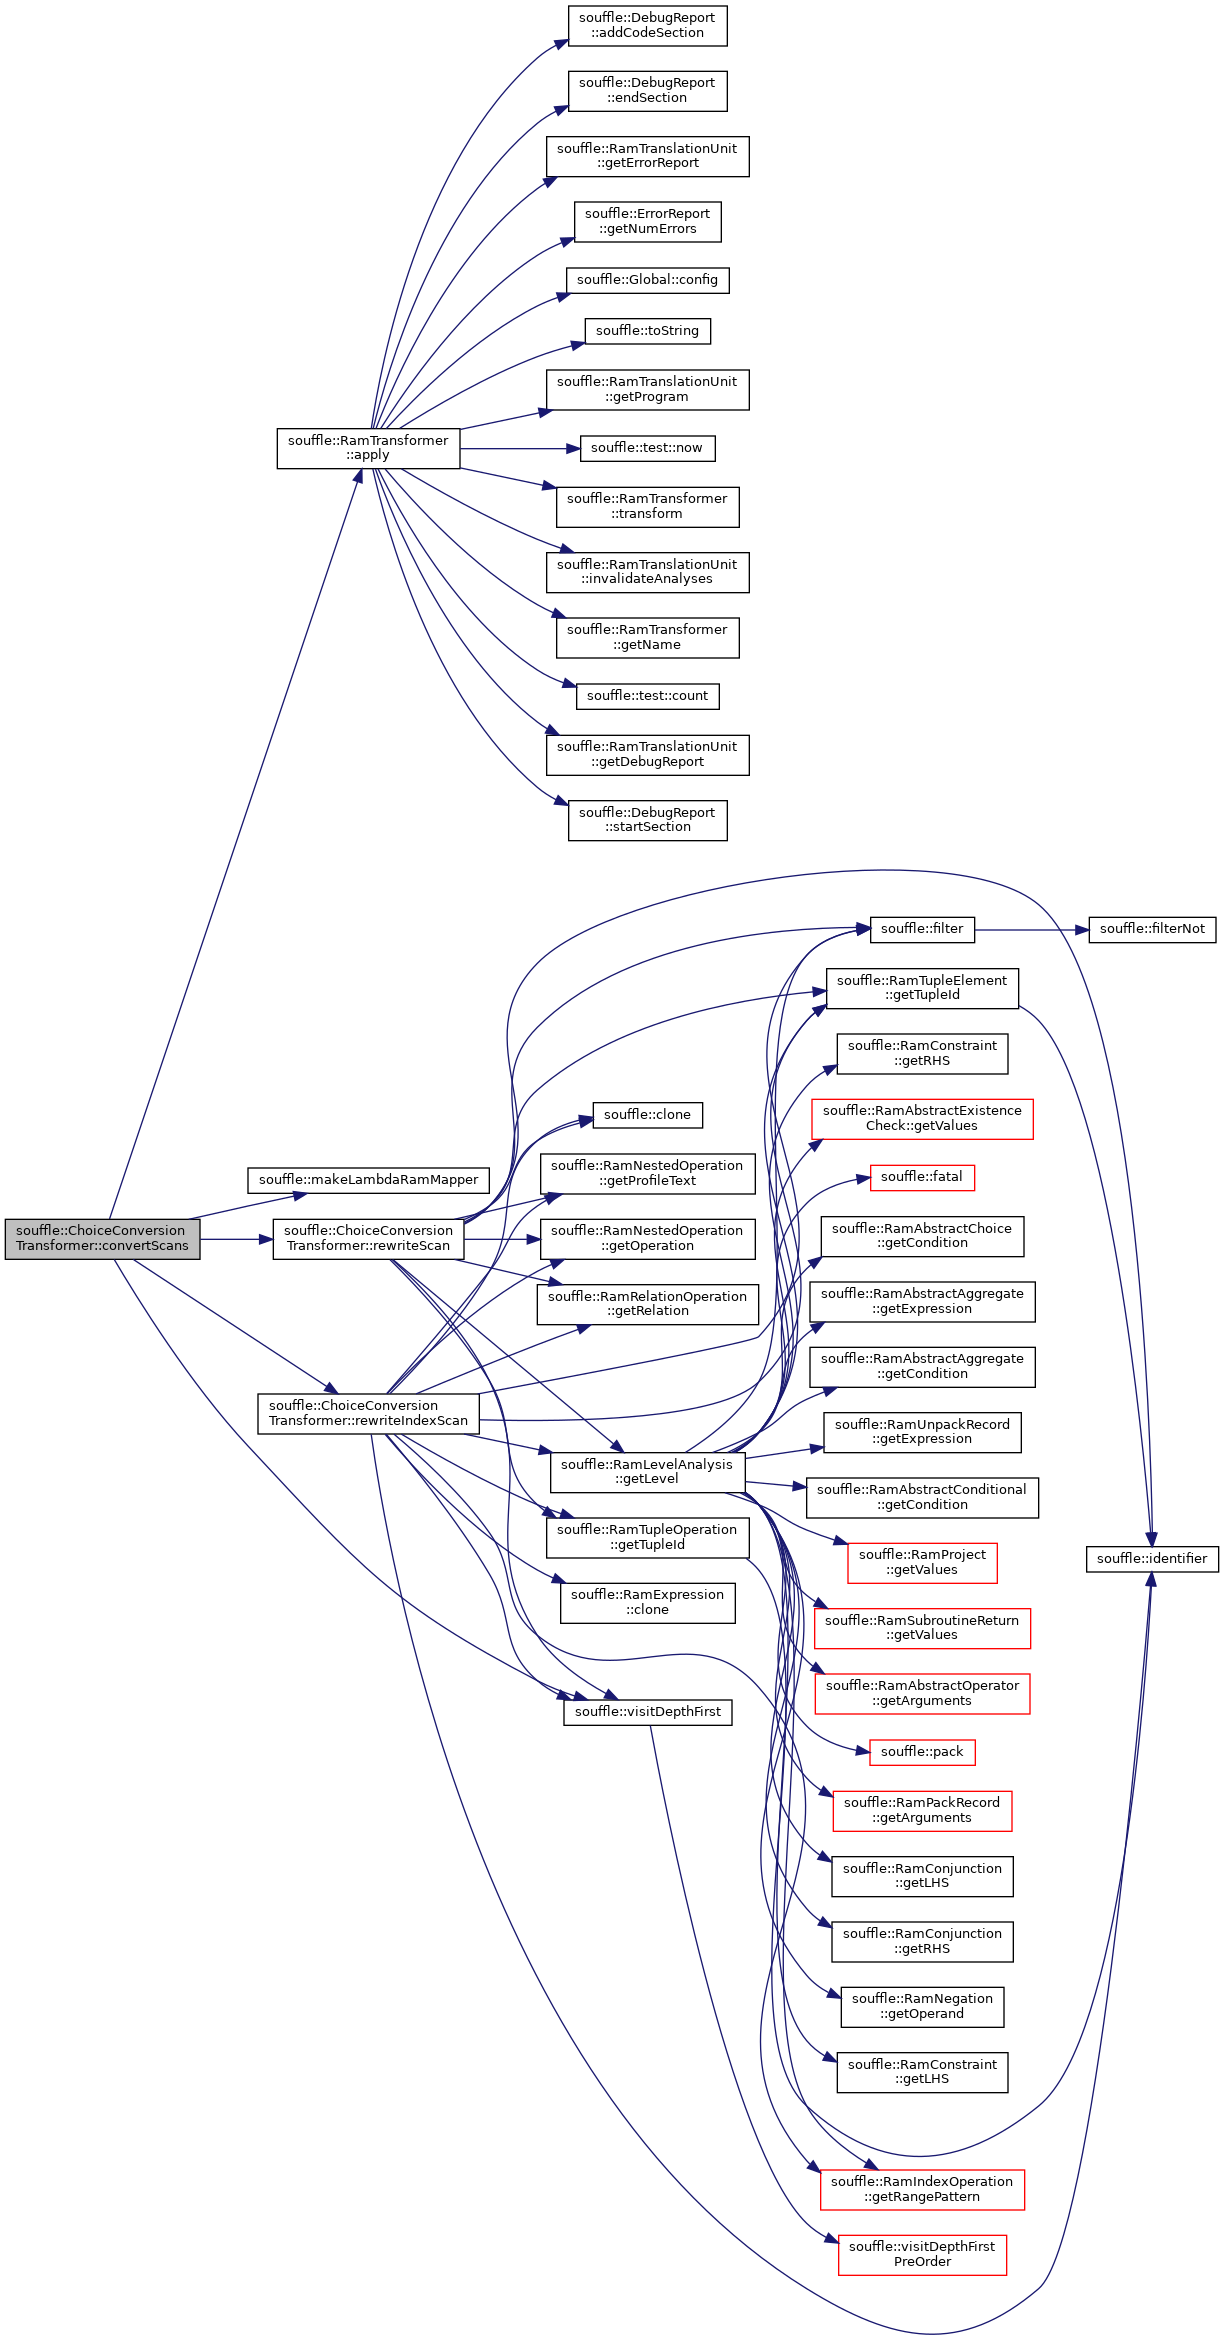 souffle::DebugReport
::addCodeSection
souffle::DebugReport
::endSection
souffle::RamTranslationUnit
::getErrorReport
souffle::ErrorReport
::getNumErrors
souffle::Global::config
souffle::toString
souffle::RamTranslationUnit
::getProgram
souffle::RamTransformer
::apply
souffle::test::now
souffle::RamTransformer
::transform
souffle::RamTranslationUnit
::invalidateAnalyses
souffle::RamTransformer
::getName
souffle::test::count
souffle::RamTranslationUnit
::getDebugReport
souffle::DebugReport
::startSection
souffle::filter
souffle::filterNot
souffle::RamTupleElement
::getTupleId
souffle::RamConstraint
::getRHS
souffle::clone
souffle::RamAbstractExistence
Check::getValues
souffle::makeLambdaRamMapper
souffle::RamNestedOperation
::getProfileText
souffle::fatal
souffle::ChoiceConversion
Transformer::convertScans
souffle::ChoiceConversion
Transformer::rewriteScan
souffle::RamNestedOperation
::getOperation
souffle::RamAbstractChoice
::getCondition
souffle::RamRelationOperation
::getRelation
souffle::RamAbstractAggregate
::getExpression
souffle::RamAbstractAggregate
::getCondition
souffle::ChoiceConversion
Transformer::rewriteIndexScan
souffle::RamUnpackRecord
::getExpression
souffle::RamLevelAnalysis
::getLevel
souffle::RamAbstractConditional
::getCondition
souffle::RamTupleOperation
::getTupleId
souffle::RamProject
::getValues
souffle::identifier
souffle::RamExpression
::clone
souffle::RamSubroutineReturn
::getValues
souffle::RamAbstractOperator
::getArguments
souffle::visitDepthFirst
souffle::pack
souffle::RamPackRecord
::getArguments
souffle::RamConjunction
::getLHS
souffle::RamConjunction
::getRHS
souffle::RamNegation
::getOperand
souffle::RamConstraint
::getLHS
souffle::RamIndexOperation
::getRangePattern
souffle::visitDepthFirst
PreOrder